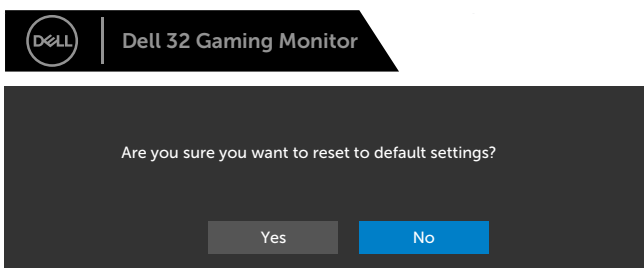 DELL
Dell 32 Gaming Monitor
Are you sure you want to reset to default settings?
Yes No